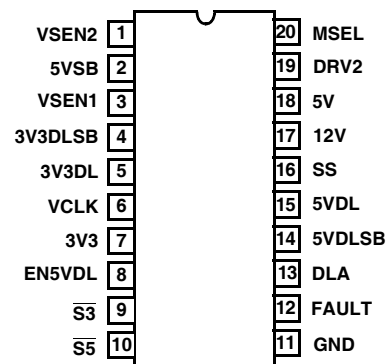 VSEN2 1 20 MSEL
5VSB 2 19 DRV2
VSEN1 3 18 5V
3V3DLSB 4 17 12V
3V3DL 5 16 SS
VCLK 6 15 5VDL
3V3 7 14 5VDLSB
EN5VDL 8 13 DLA
S̅3̅ 9 12 FAULT
S̅5̅ 10 11 GND